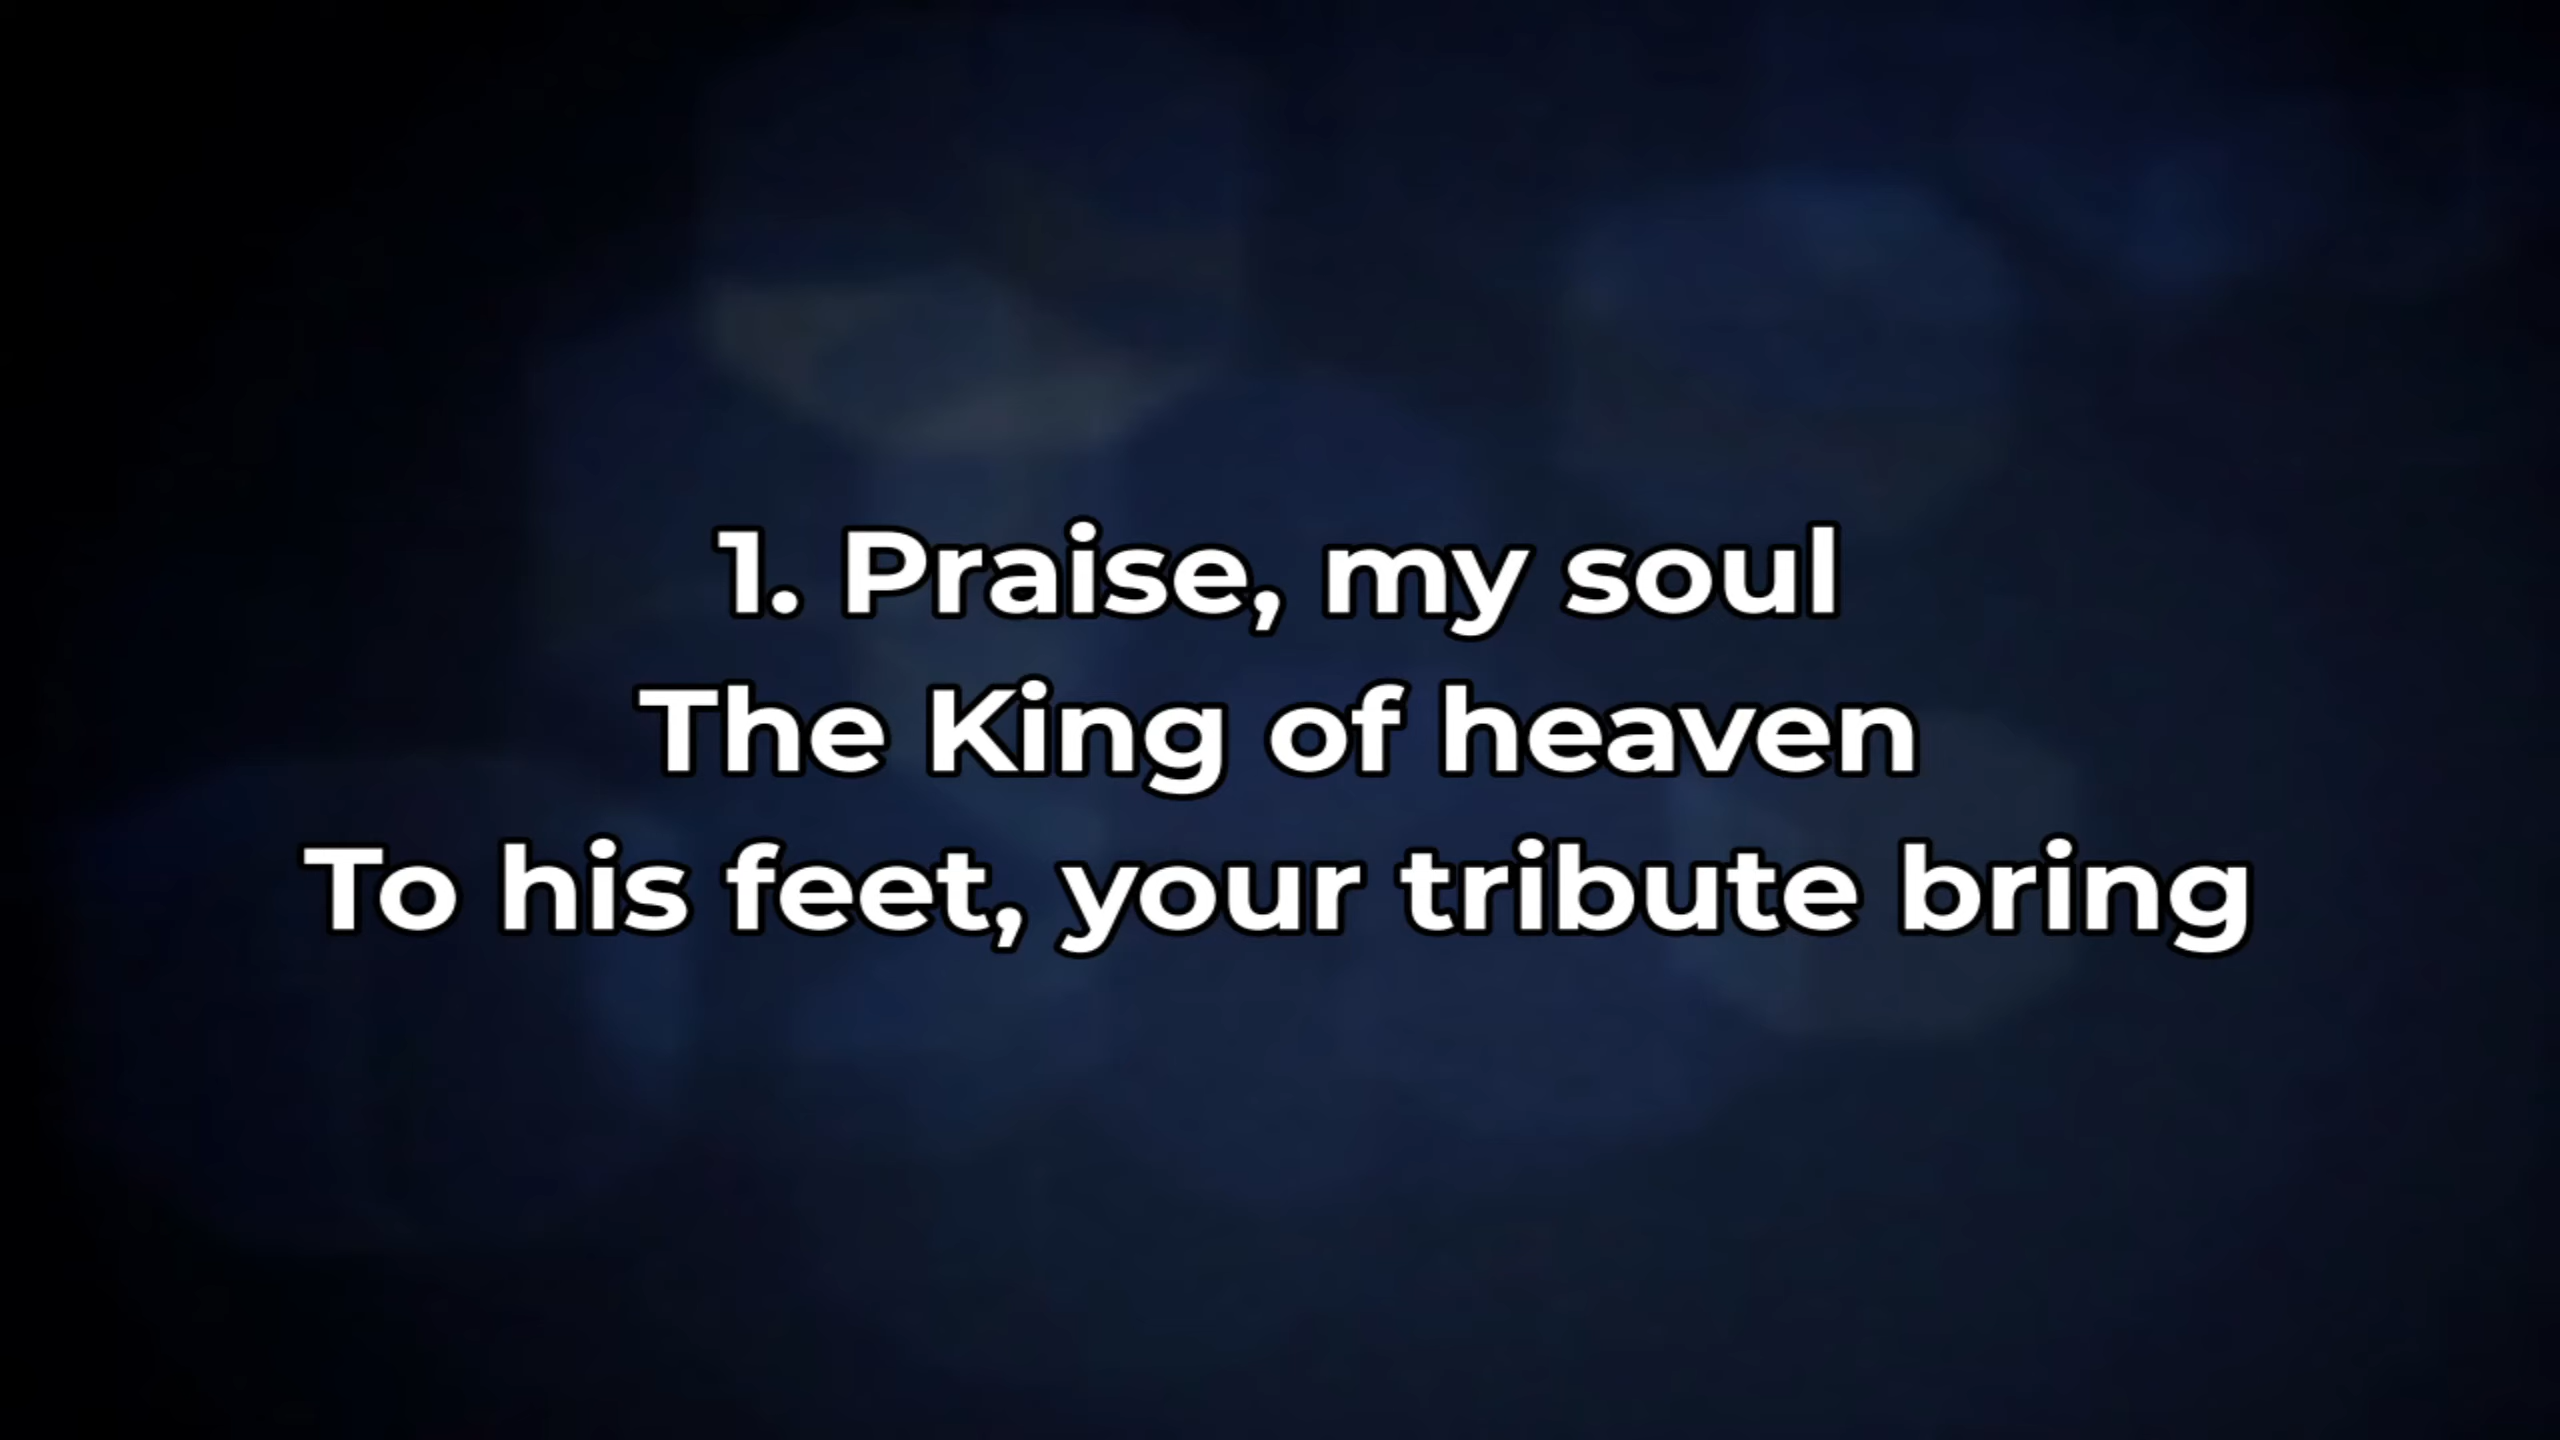 1. Praise, my soul
The King of heaven
To his feet, your tribute bring